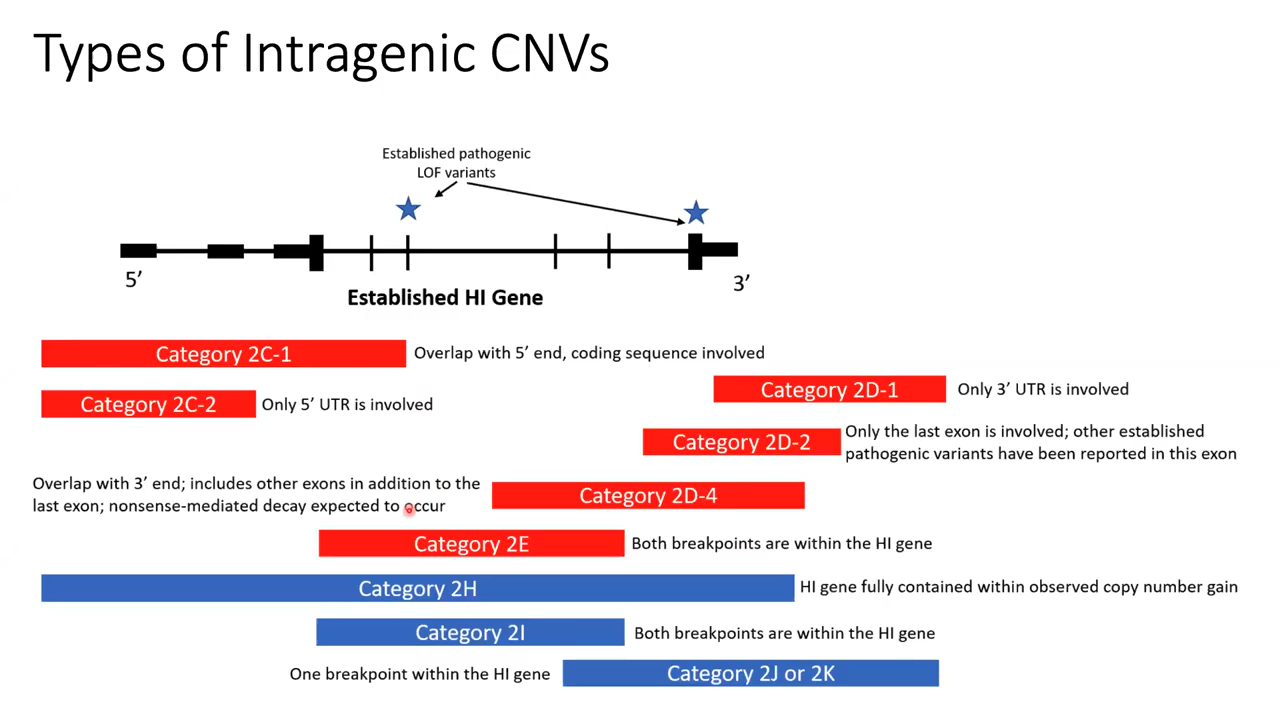 Types of Intragenic CNVs
Established pathogenic
LOF variants
5’
3’
Established HI Gene
Category 2C-1
Overlap with 5’ end, coding sequence involved
Category 2D-1
Only 3’ UTR is involved
Category 2C-2
Only 5’ UTR is involved
Category 2D-2
Only the last exon is involved; other established
pathogenic variants have been reported in this exon
Overlap with 3’ end; includes other exons in addition to the
last exon; nonsense-mediated decay expected to occur
Category 2D-4
Category 2E
Both breakpoints are within the HI gene
Category 2H
HI gene fully contained within observed copy number gain
Category 2I
Both breakpoints are within the HI gene
One breakpoint within the HI gene
Category 2J or 2K